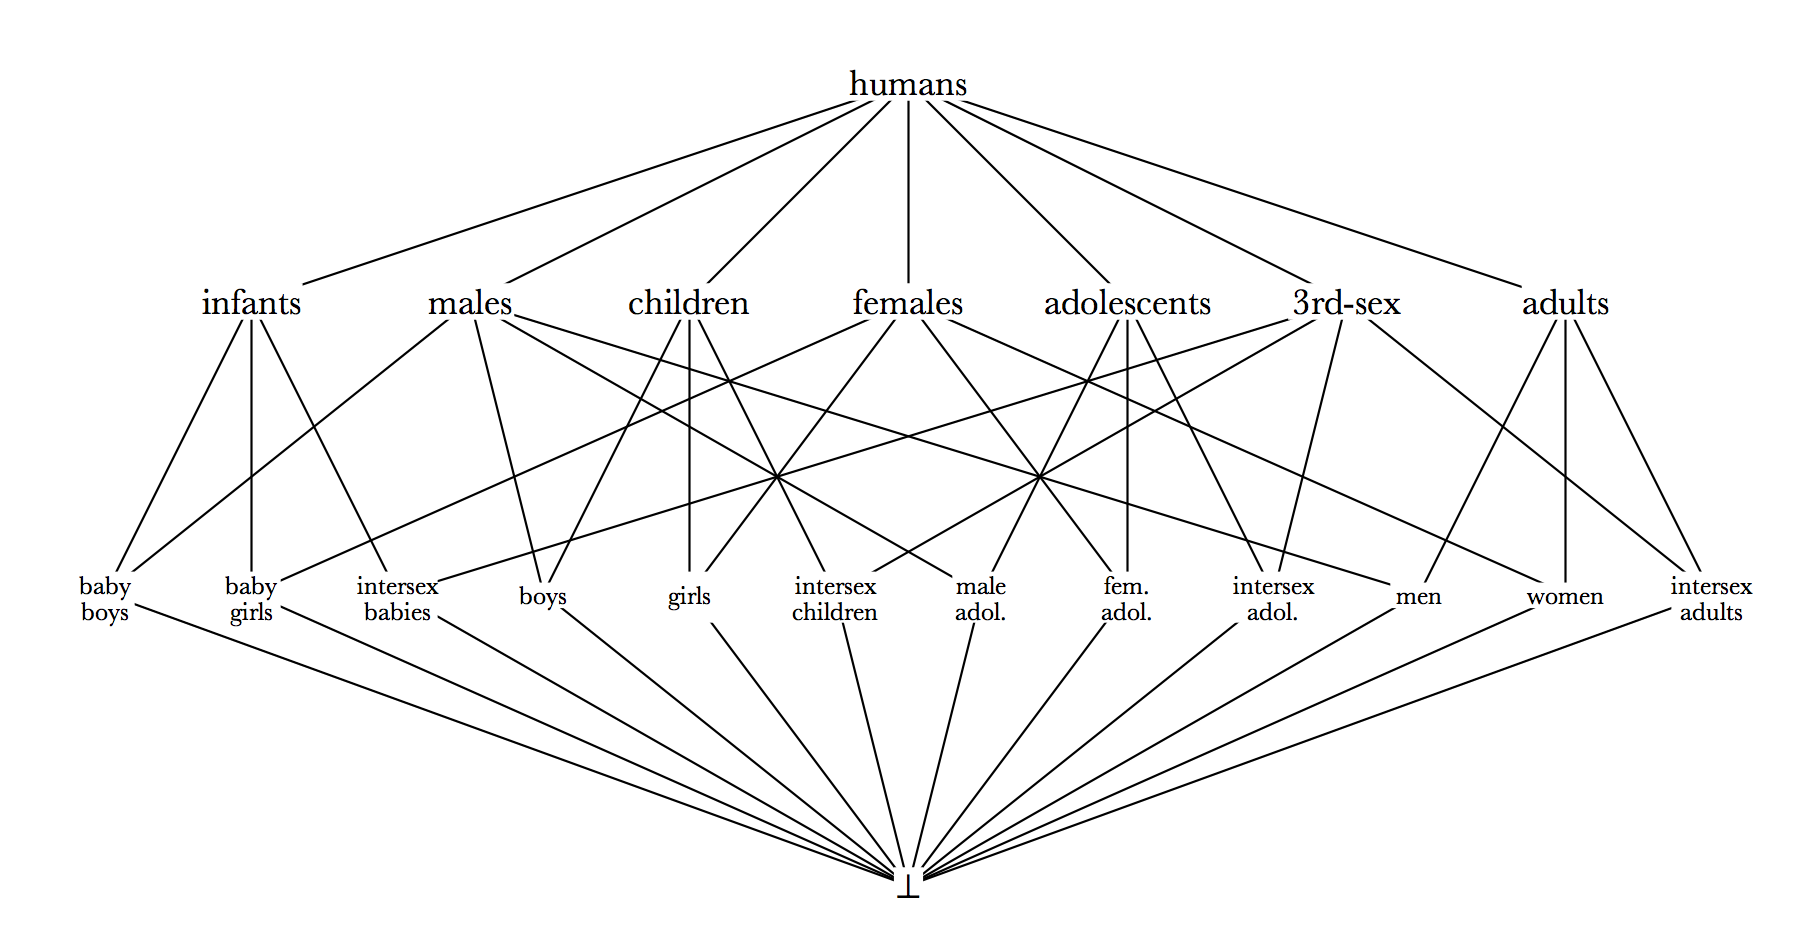 humans
infants males children females adolescents 3rd-sex adults
baby baby intersex boys girls intersex male fem. intersex men women intersex
boys girls babies children adol. adol. adol. adults
⊥